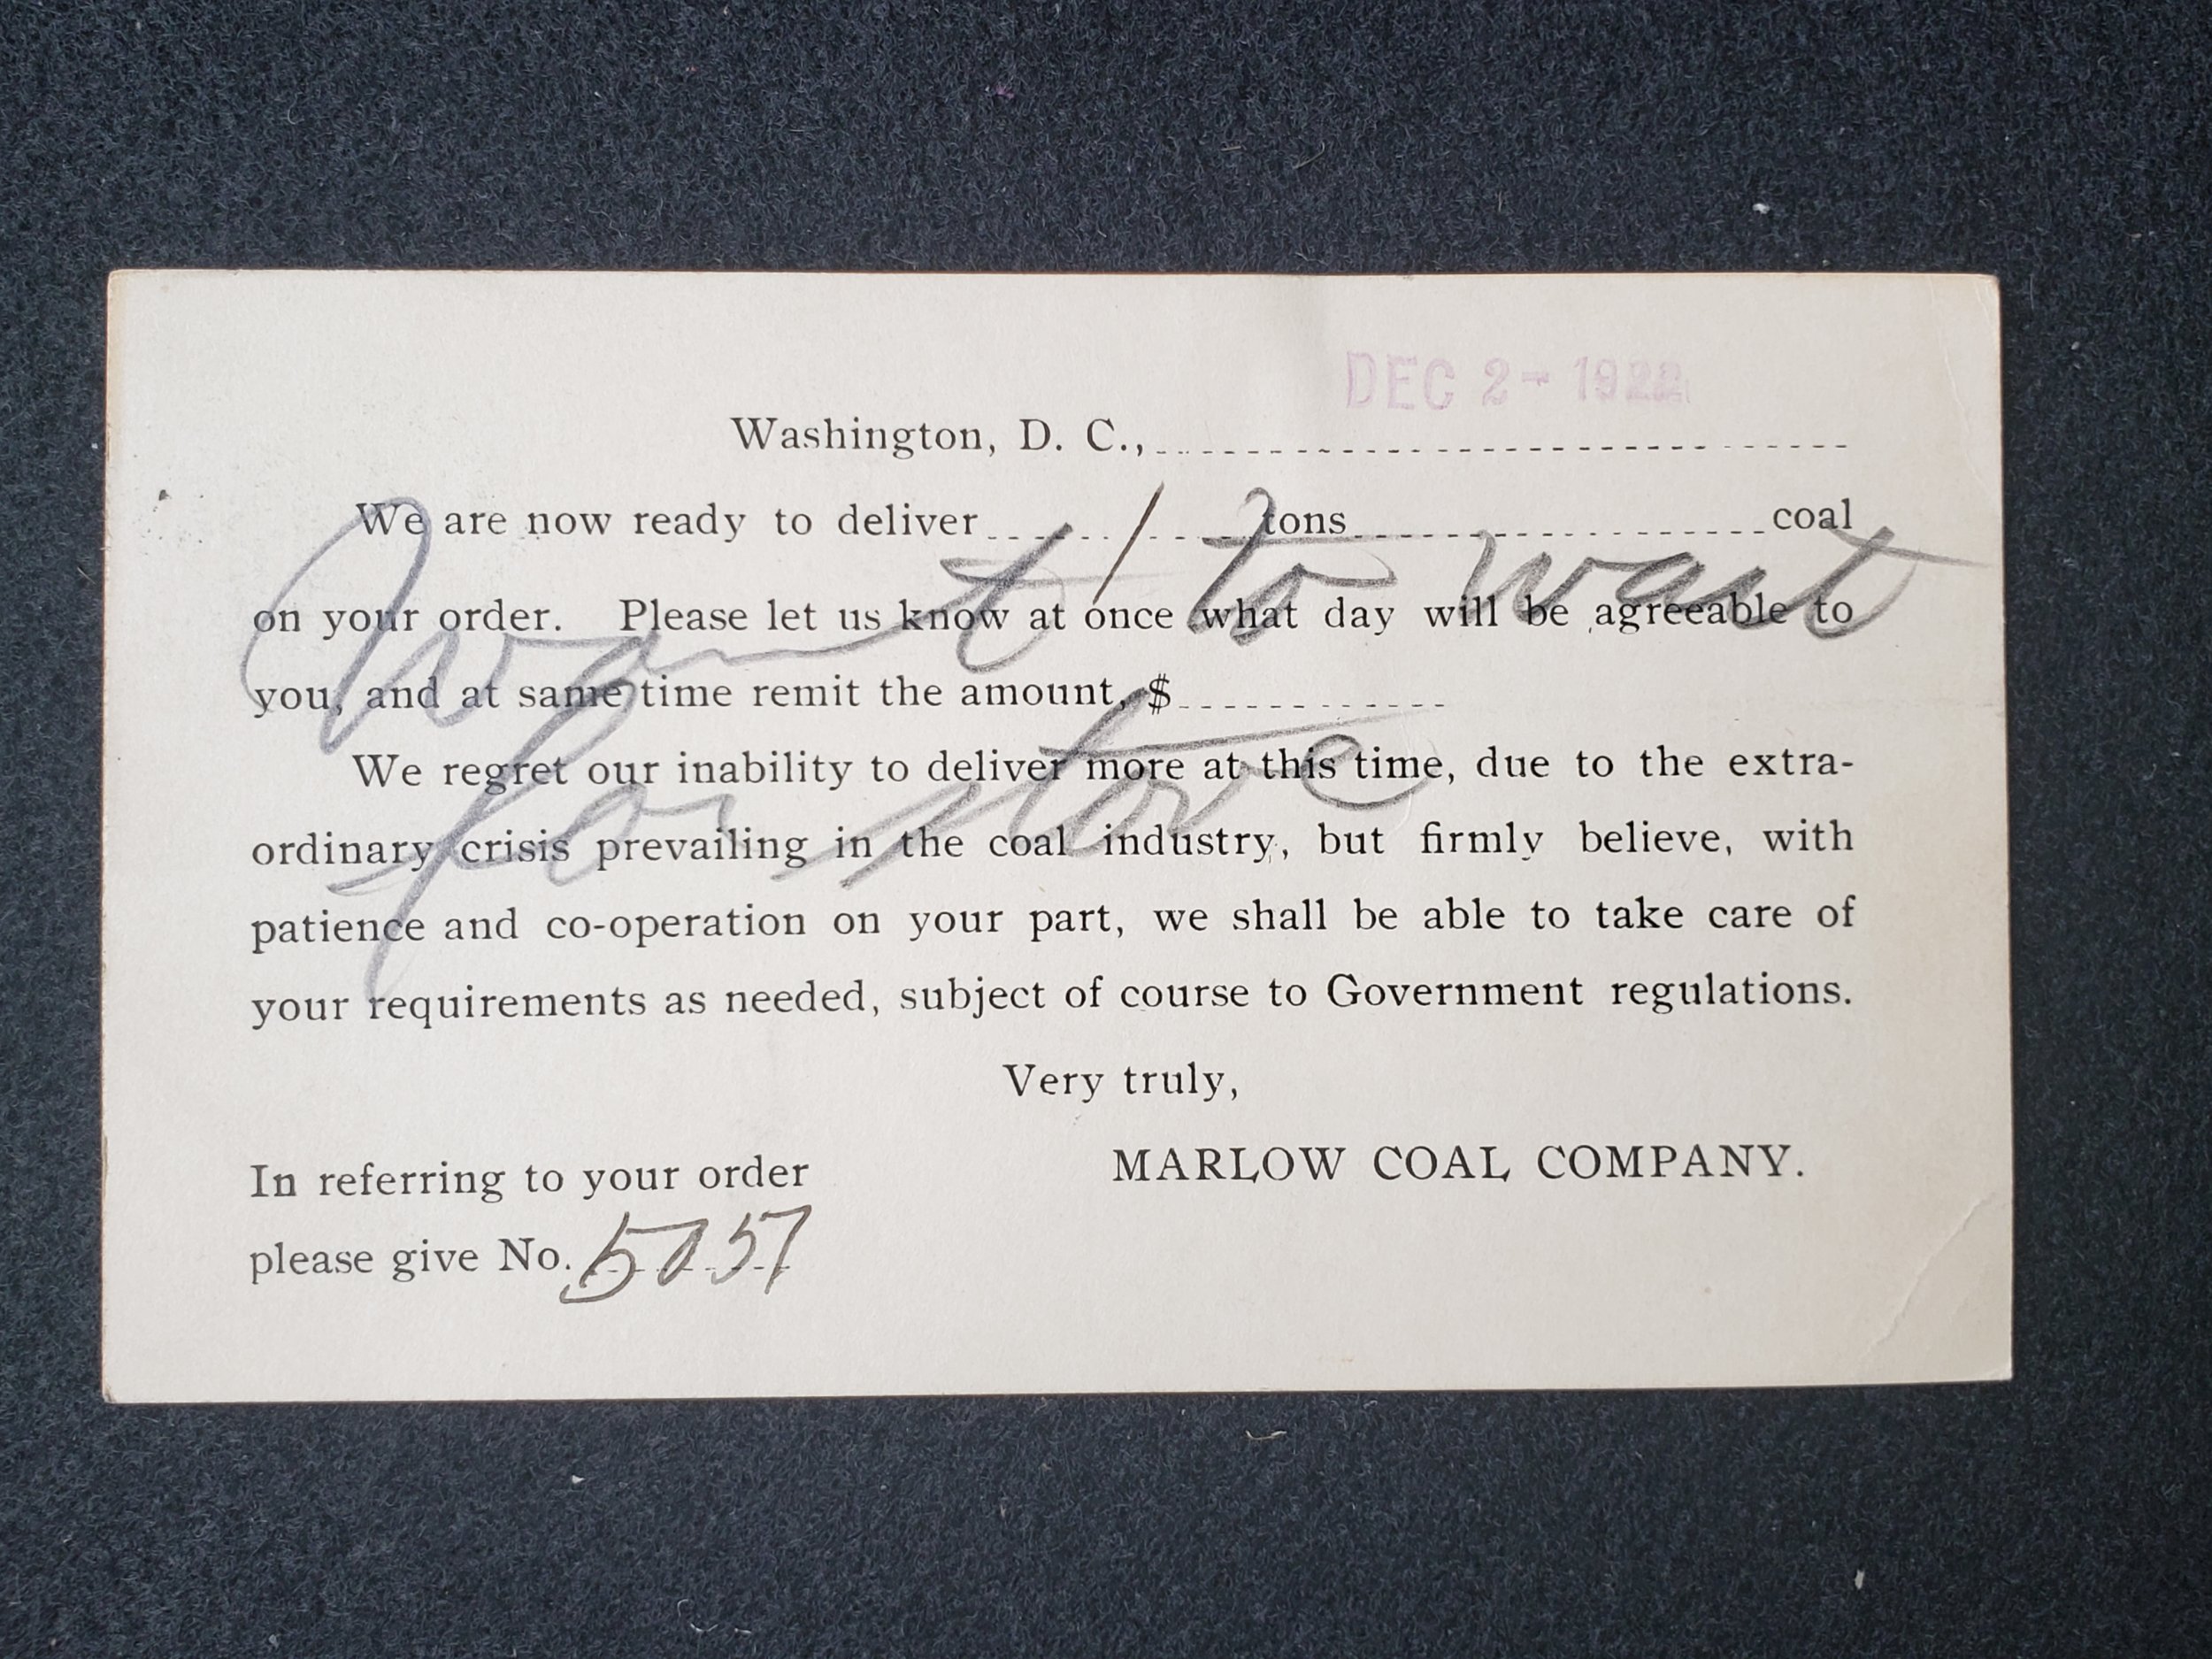 DEC 2 - 1922
Washington, D. C.,
We are now ready to deliver 1 tons coal
on your order. Please let us know at once what day will be agreeable to
you, and at same time remit the amount, $
We regret our inability to deliver more at this time, due to the extra-
ordinary crisis prevailing in the coal industry, but firmly believe, with
patience and co-operation on your part, we shall be able to take care of
your requirements as needed, subject of course to Government regulations.
Very truly,
MARLOW COAL COMPANY.
In referring to your order
please give No. 5057
Want to wait
for stove